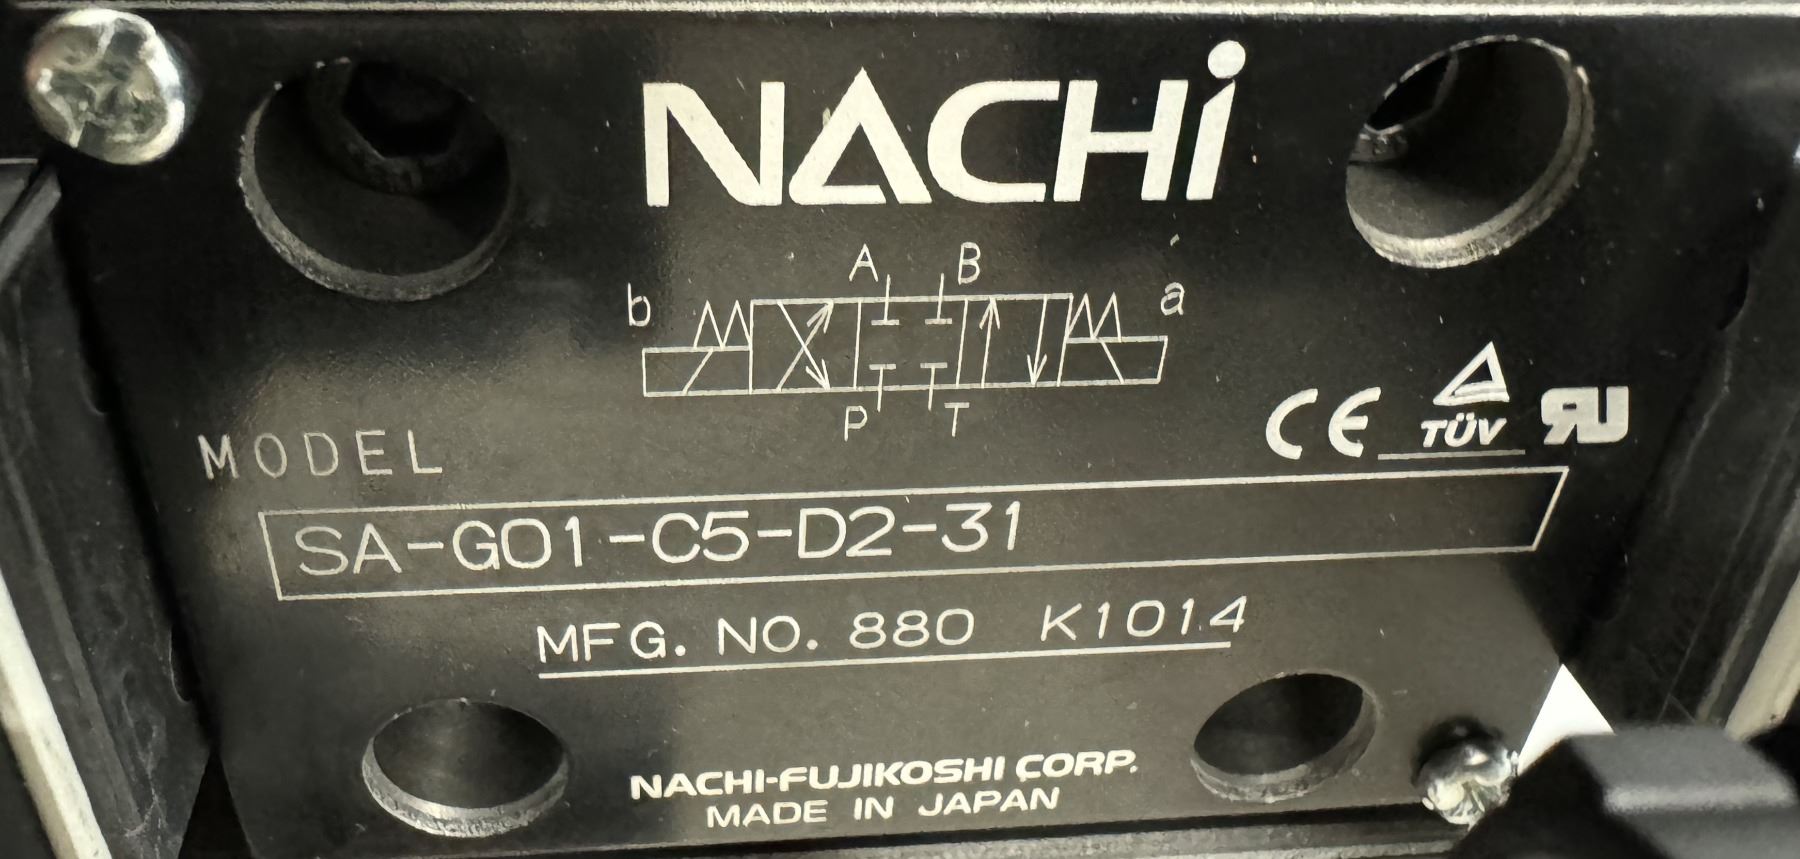 NACHi
A B
b a
P T
MODEL
CE TÜV RU
SA-G01-C5-D2-31
MFG. NO. 880 K1014
NACHI-FUJIKOSHI CORP.
MADE IN JAPAN